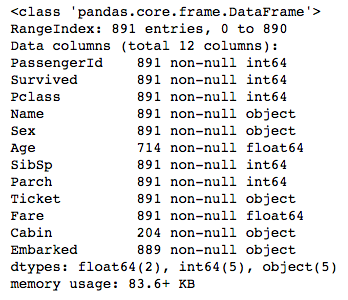 <class 'pandas.core.frame.DataFrame'>
RangeIndex: 891 entries, 0 to 890
Data columns (total 12 columns):
PassengerId    891 non-null int64
Survived       891 non-null int64
Pclass         891 non-null int64
Name           891 non-null object
Sex            891 non-null object
Age            714 non-null float64
SibSp          891 non-null int64
Parch          891 non-null int64
Ticket         891 non-null object
Fare           891 non-null float64
Cabin          204 non-null object
Embarked       889 non-null object
dtypes: float64(2), int64(5), object(5)
memory usage: 83.6+ KB